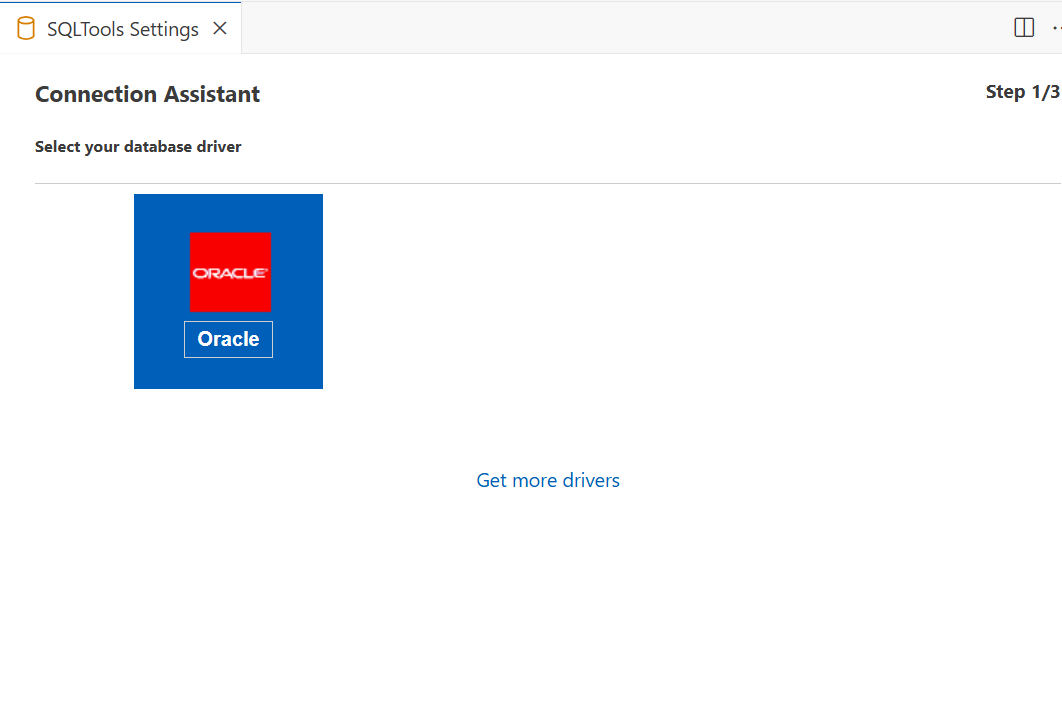 SQLTools Settings
Connection Assistant
Step 1/3
Select your database driver
ORACLE
Oracle
Get more drivers